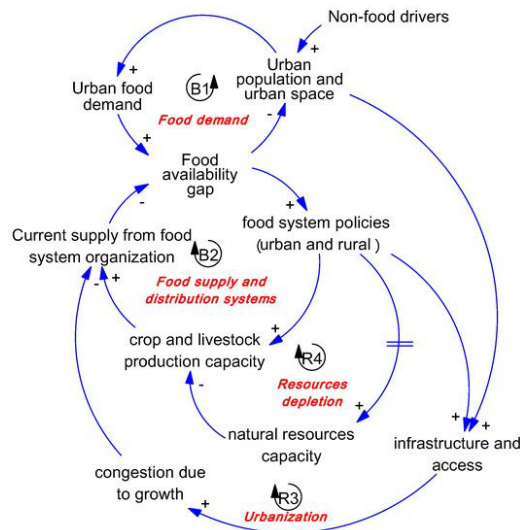 Non-food drivers
+
+
Urban
population and
urban space
Urban food
demand
B1
Food demand
+
-
Food
availability
gap
-
+
food system policies
(urban and rural )
Current supply from food
system organization
B2
- +
Food supply and
distribution systems
crop and livestock
production capacity
+
R4
Resources
depletion
-
+
+ +
natural resources
capacity
infrastructure and
access
congestion due
to growth
+
R3
Urbanization